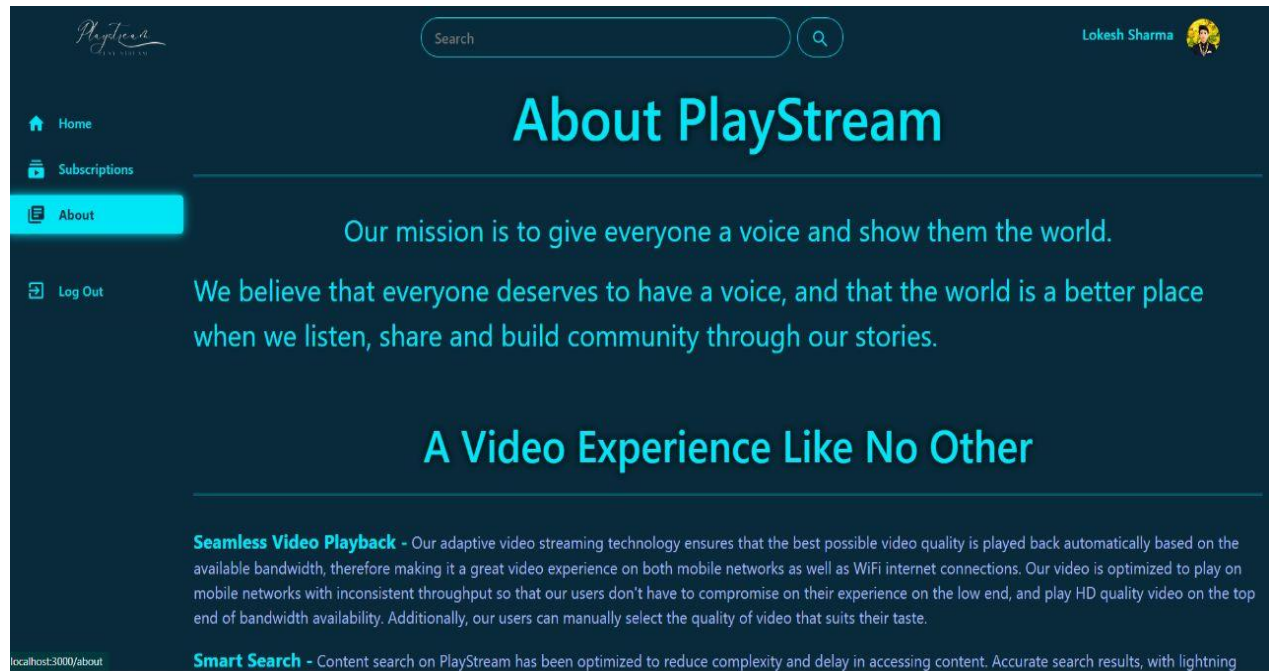 Playstream
PLAY STREAM
Search
Lokesh Sharma
Home
Subscriptions
About
Log Out
About PlayStream
Our mission is to give everyone a voice and show them the world.
We believe that everyone deserves to have a voice, and that the world is a better place
when we listen, share and build community through our stories.
A Video Experience Like No Other
Seamless Video Playback - Our adaptive video streaming technology ensures that the best possible video quality is played back automatically based on the
available bandwidth, therefore making it a great video experience on both mobile networks as well as WiFi internet connections. Our video is optimized to play on
mobile networks with inconsistent throughput so that our users don't have to compromise on their experience on the low end, and play HD quality video on the top
end of bandwidth availability. Additionally, our users can manually select the quality of video that suits their taste.
Smart Search - Content search on PlayStream has been optimized to reduce complexity and delay in accessing content. Accurate search results, with lightning
localhost:3000/about